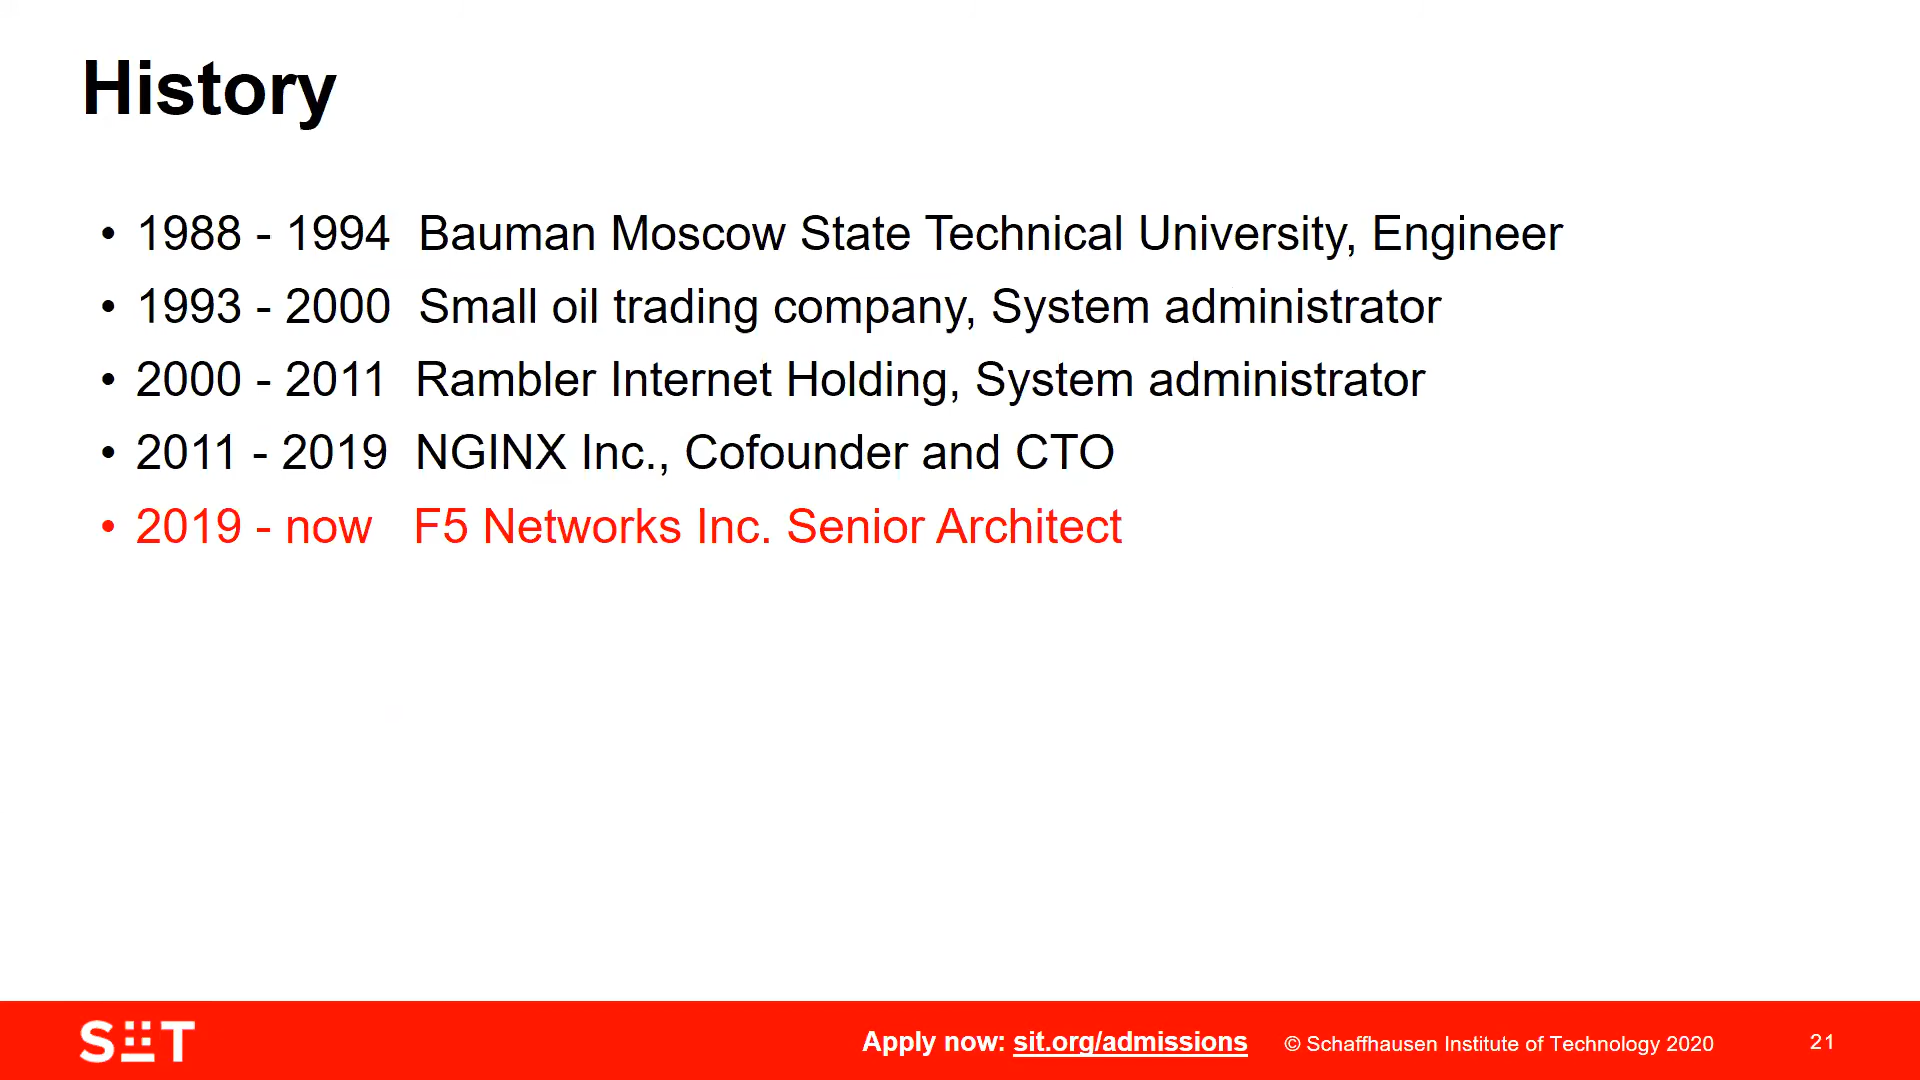 History
• 1988 - 1994 Bauman Moscow State Technical University, Engineer
• 1993 - 2000 Small oil trading company, System administrator
• 2000 - 2011 Rambler Internet Holding, System administrator
• 2011 - 2019 NGINX Inc., Cofounder and CTO
• 2019 - now F5 Networks Inc. Senior Architect
SIT Apply now: sit.org/admissions © Schaffhausen Institute of Technology 2020 21